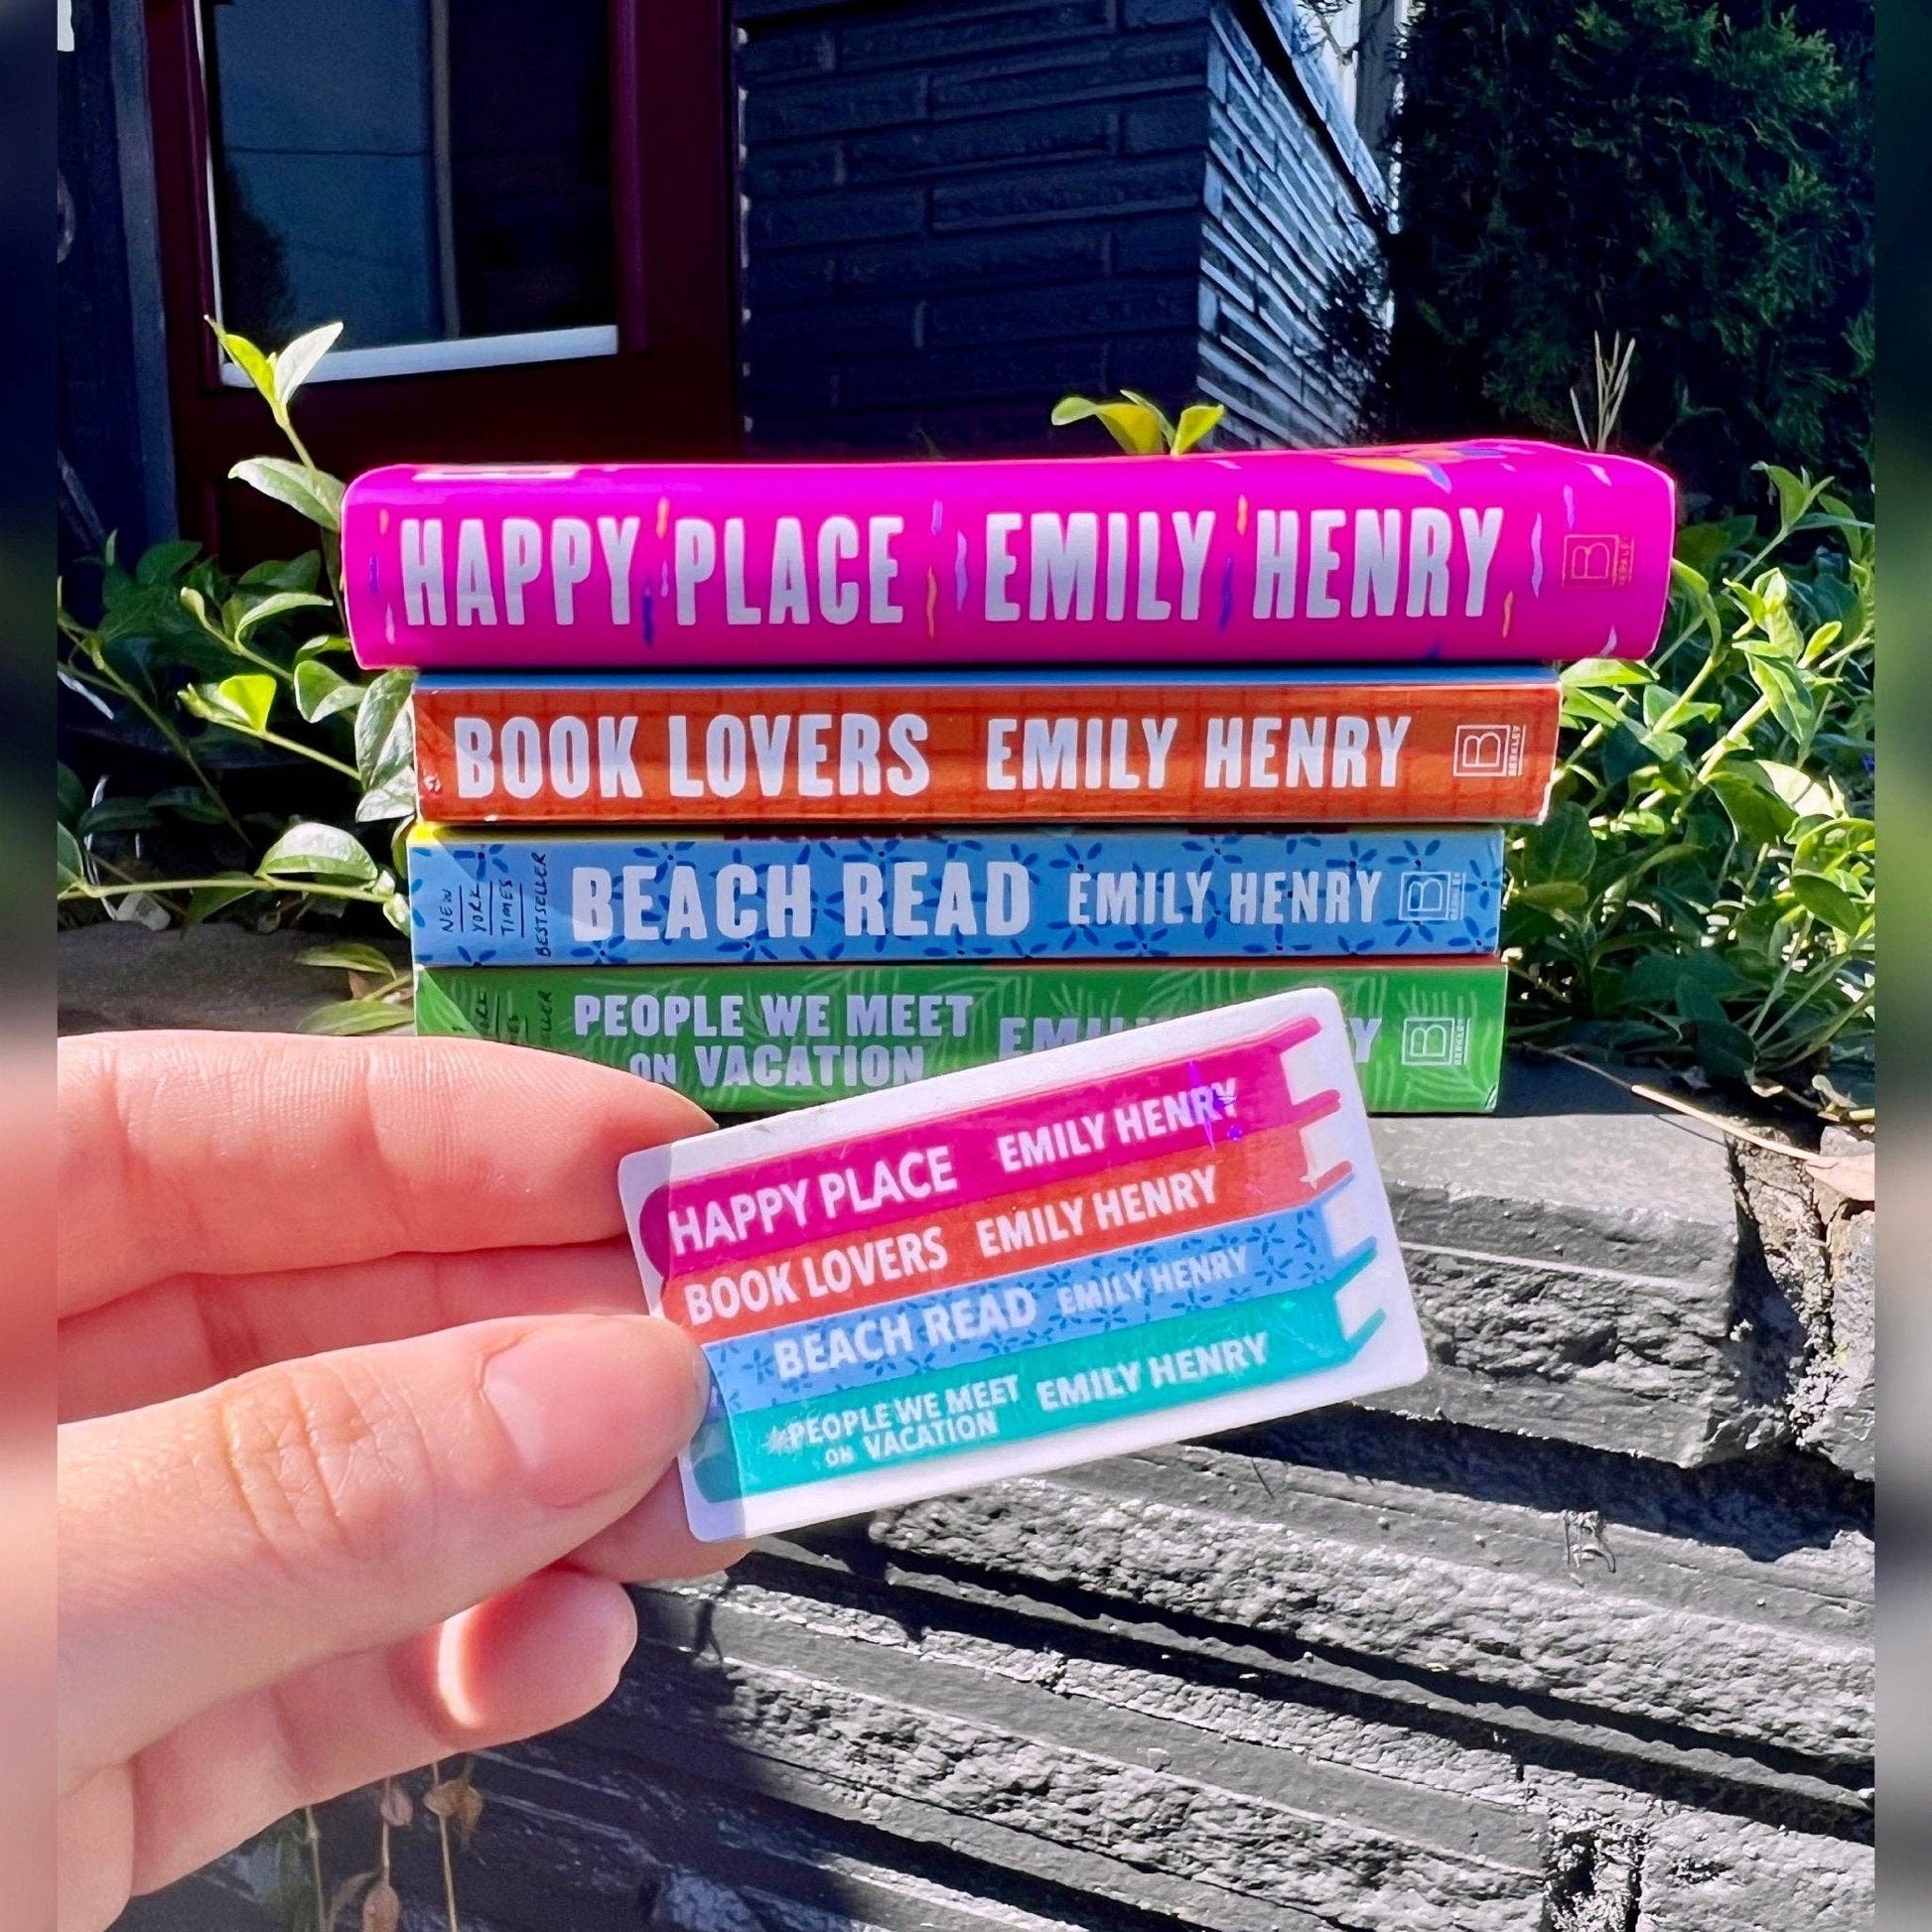 HAPPY PLACE EMILY HENRY
BOOK LOVERS EMILY HENRY B BERKLEY
NEW YORK TIMES BESTSELLER BEACH READ EMILY HENRY B
PEOPLE WE MEET
ON VACATION B BERKLEY
HAPPY PLACE EMILY HENRY
BOOK LOVERS EMILY HENRY
BEACH READ EMILY HENRY
PEOPLE WE MEET
ON VACATION EMILY HENRY